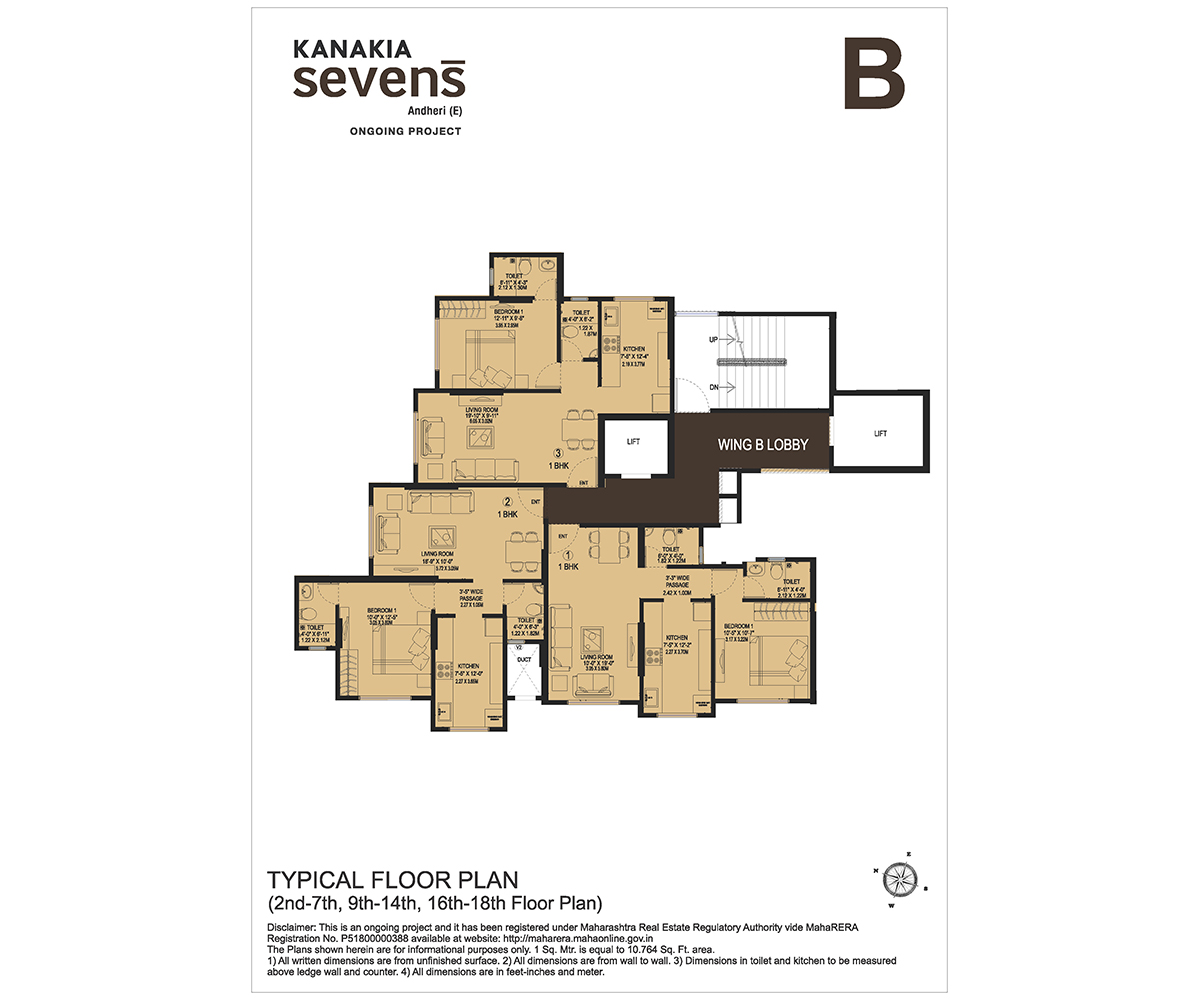 KANAKIA
sevens
Andheri (E)
ONGOING PROJECT
B
TOILET
6'-11" X 4'-3"
2.12 X 1.30M
BEDROOM 1
12'-11" X 9'-8"
3.95 X 2.95M
TOILET
4'-0" X 6'-2"
1.22 X
1.87M
KITCHEN
7'-5" X 12'-4"
2.19 X 3.77M
UP
DN
LIVING ROOM
19'-10" X 9'-11"
6.05 X 3.02M
3
1 BHK
ENT
LIFT
WING B LOBBY
LIFT
2
1 BHK
ENT
LIVING ROOM
18'-9" X 10'-0"
5.72 X 3.05M
ENT
1
1 BHK
TOILET
6'-0" X 4'-0"
1.82 X 1.22M
3'-3" WIDE
PASSAGE
2.42 X 1.00M
TOILET
6'-11" X 4'-0"
2.12 X 1.22M
3'-5" WIDE
PASSAGE
2.27 X 1.05M
TOILET
4'-0" X 6'-11"
1.22 X 2.12M
BEDROOM 1
10'-0" X 12'-5"
3.05 X 3.80M
TOILET
4'-0" X 6'-3"
1.22 X 1.82M
V2
DUCT
KITCHEN
7'-5" X 12'-0"
2.27 X 3.65M
LIVING ROOM
10'-0" X 19'-0"
3.05 X 5.80M
KITCHEN
7'-5" X 12'-2"
2.27 X 3.70M
BEDROOM 1
10'-5" X 10'-7"
3.17 X 3.22M
TYPICAL FLOOR PLAN
(2nd-7th, 9th-14th, 16th-18th Floor Plan)
E
N
S
W
Disclaimer: This is an ongoing project and it has been registered under Maharashtra Real Estate Regulatory Authority vide MahaRERA
Registration No. P51800000388 available at website: http://maharera.mahaonline.gov.in
The Plans shown herein are for informational purposes only. 1 Sq. Mtr. is equal to 10.764 Sq. Ft. area.
1) All written dimensions are from unfinished surface. 2) All dimensions are from wall to wall. 3) Dimensions in toilet and kitchen to be measured
above ledge wall and counter. 4) All dimensions are in feet-inches and meter.